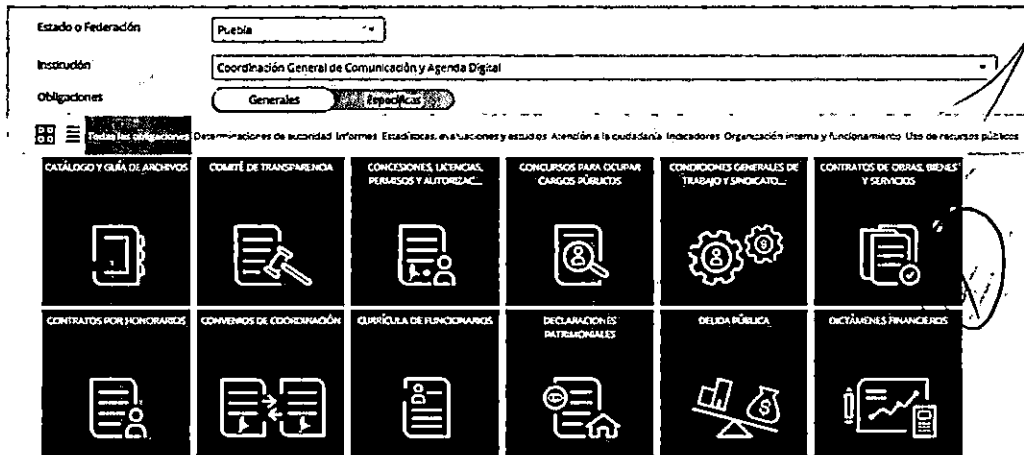 Estado o Federación
Puebla
Institución
Coordinación General de Comunicación y Agenda Digital
Obligaciones
Generales
Específicas
Todas las obligaciones Determinaciones de autoridad Informes Estadísticas, evaluaciones y estudios Atención a la ciudadanía Indicadores Organización interna y funcionamiento Uso de recursos públicos
CATÁLOGO Y GUÍA DE ARCHIVOS
COMITÉ DE TRANSPARENCIA
CONCESIONES, LICENCIAS,
PERMISOS Y AUTORIZAC...
CONCURSOS PARA OCUPAR
CARGOS PÚBLICOS
CONDICIONES GENERALES DE
TRABAJO Y SINDICATO...
CONTRATOS DE OBRAS, BIENES
Y SERVICIOS
CONTRATOS POR HONORARIOS
CONVENIOS DE COORDINACIÓN
CURRÍCULA DE FUNCIONARIOS
DECLARACIONES
PATRIMONIALES
DEUDA PÚBLICA
DICTÁMENES FINANCIEROS